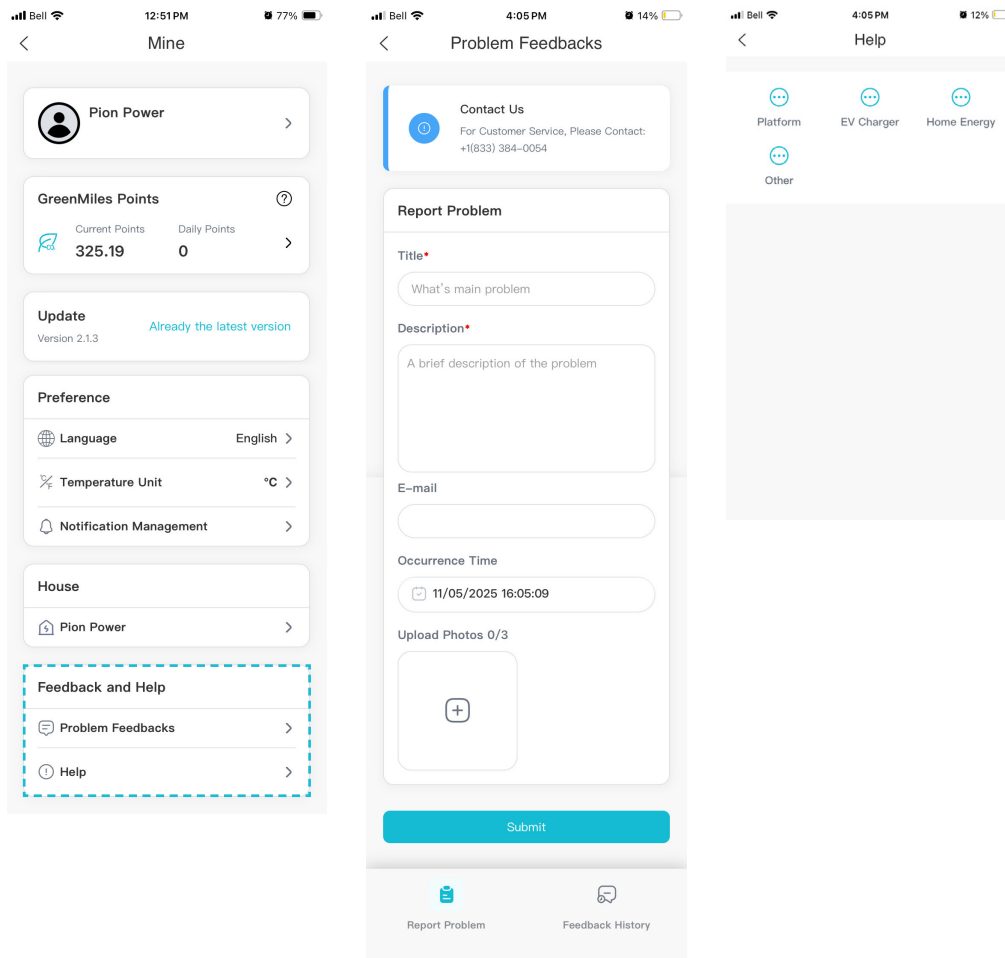 Bell
12:51 PM
77%
Mine
Pion Power
GreenMiles Points
Current Points
Daily Points
325.19
0
Update
Version 2.1.3
Already the latest version
Preference
Language
English
Temperature Unit
°C
Notification Management
House
Pion Power
Feedback and Help
Problem Feedbacks
Help
Bell
4:05 PM
14%
Problem Feedbacks
Contact Us
For Customer Service, Please Contact:
+1(833) 384-0054
Report Problem
Title*
What's main problem
Description*
A brief description of the problem
E-mail
Occurrence Time
11/05/2025 16:05:09
Upload Photos 0/3
Submit
Report Problem
Feedback History
Bell
4:05 PM
12%
Help
Platform
EV Charger
Home Energy
Other